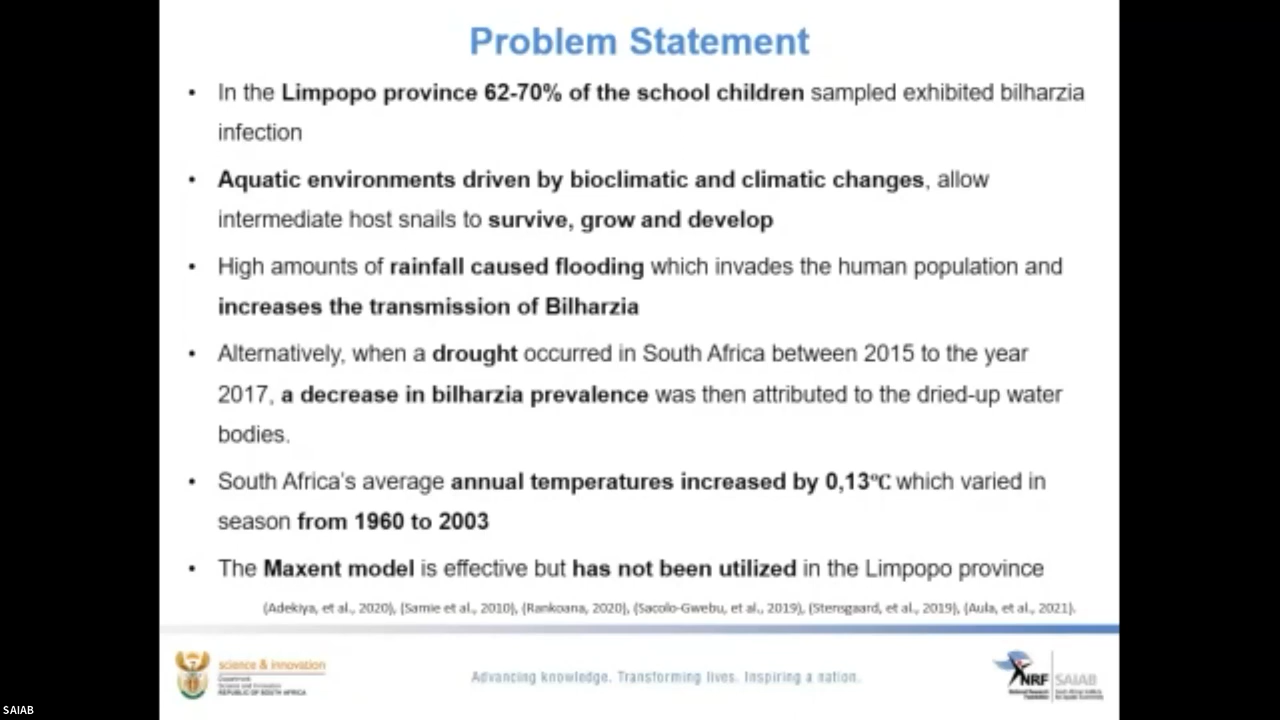 Problem Statement
• In the Limpopo province 62-70% of the school children sampled exhibited bilharzia
infection
• Aquatic environments driven by bioclimatic and climatic changes, allow
intermediate host snails to survive, grow and develop
• High amounts of rainfall caused flooding which invades the human population and
increases the transmission of Bilharzia
• Alternatively, when a drought occurred in South Africa between 2015 to the year
2017, a decrease in bilharzia prevalence was then attributed to the dried-up water
bodies.
• South Africa's average annual temperatures increased by 0,13℃ which varied in
season from 1960 to 2003
• The Maxent model is effective but has not been utilized in the Limpopo province
(Adekiya, et al., 2020), (Samie et al., 2010), (Rankoana, 2020), (Sacolo-Gwebu, et al., 2019), (Stensgaard, et al., 2019), (Aula, et al., 2021).
science & innovation
Department:
Science and Innovation
REPUBLIC OF SOUTH AFRICA
Advancing knowledge. Transforming lives. Inspiring a nation.
NRF SAIAB
National Research
Foundation
SAIAB